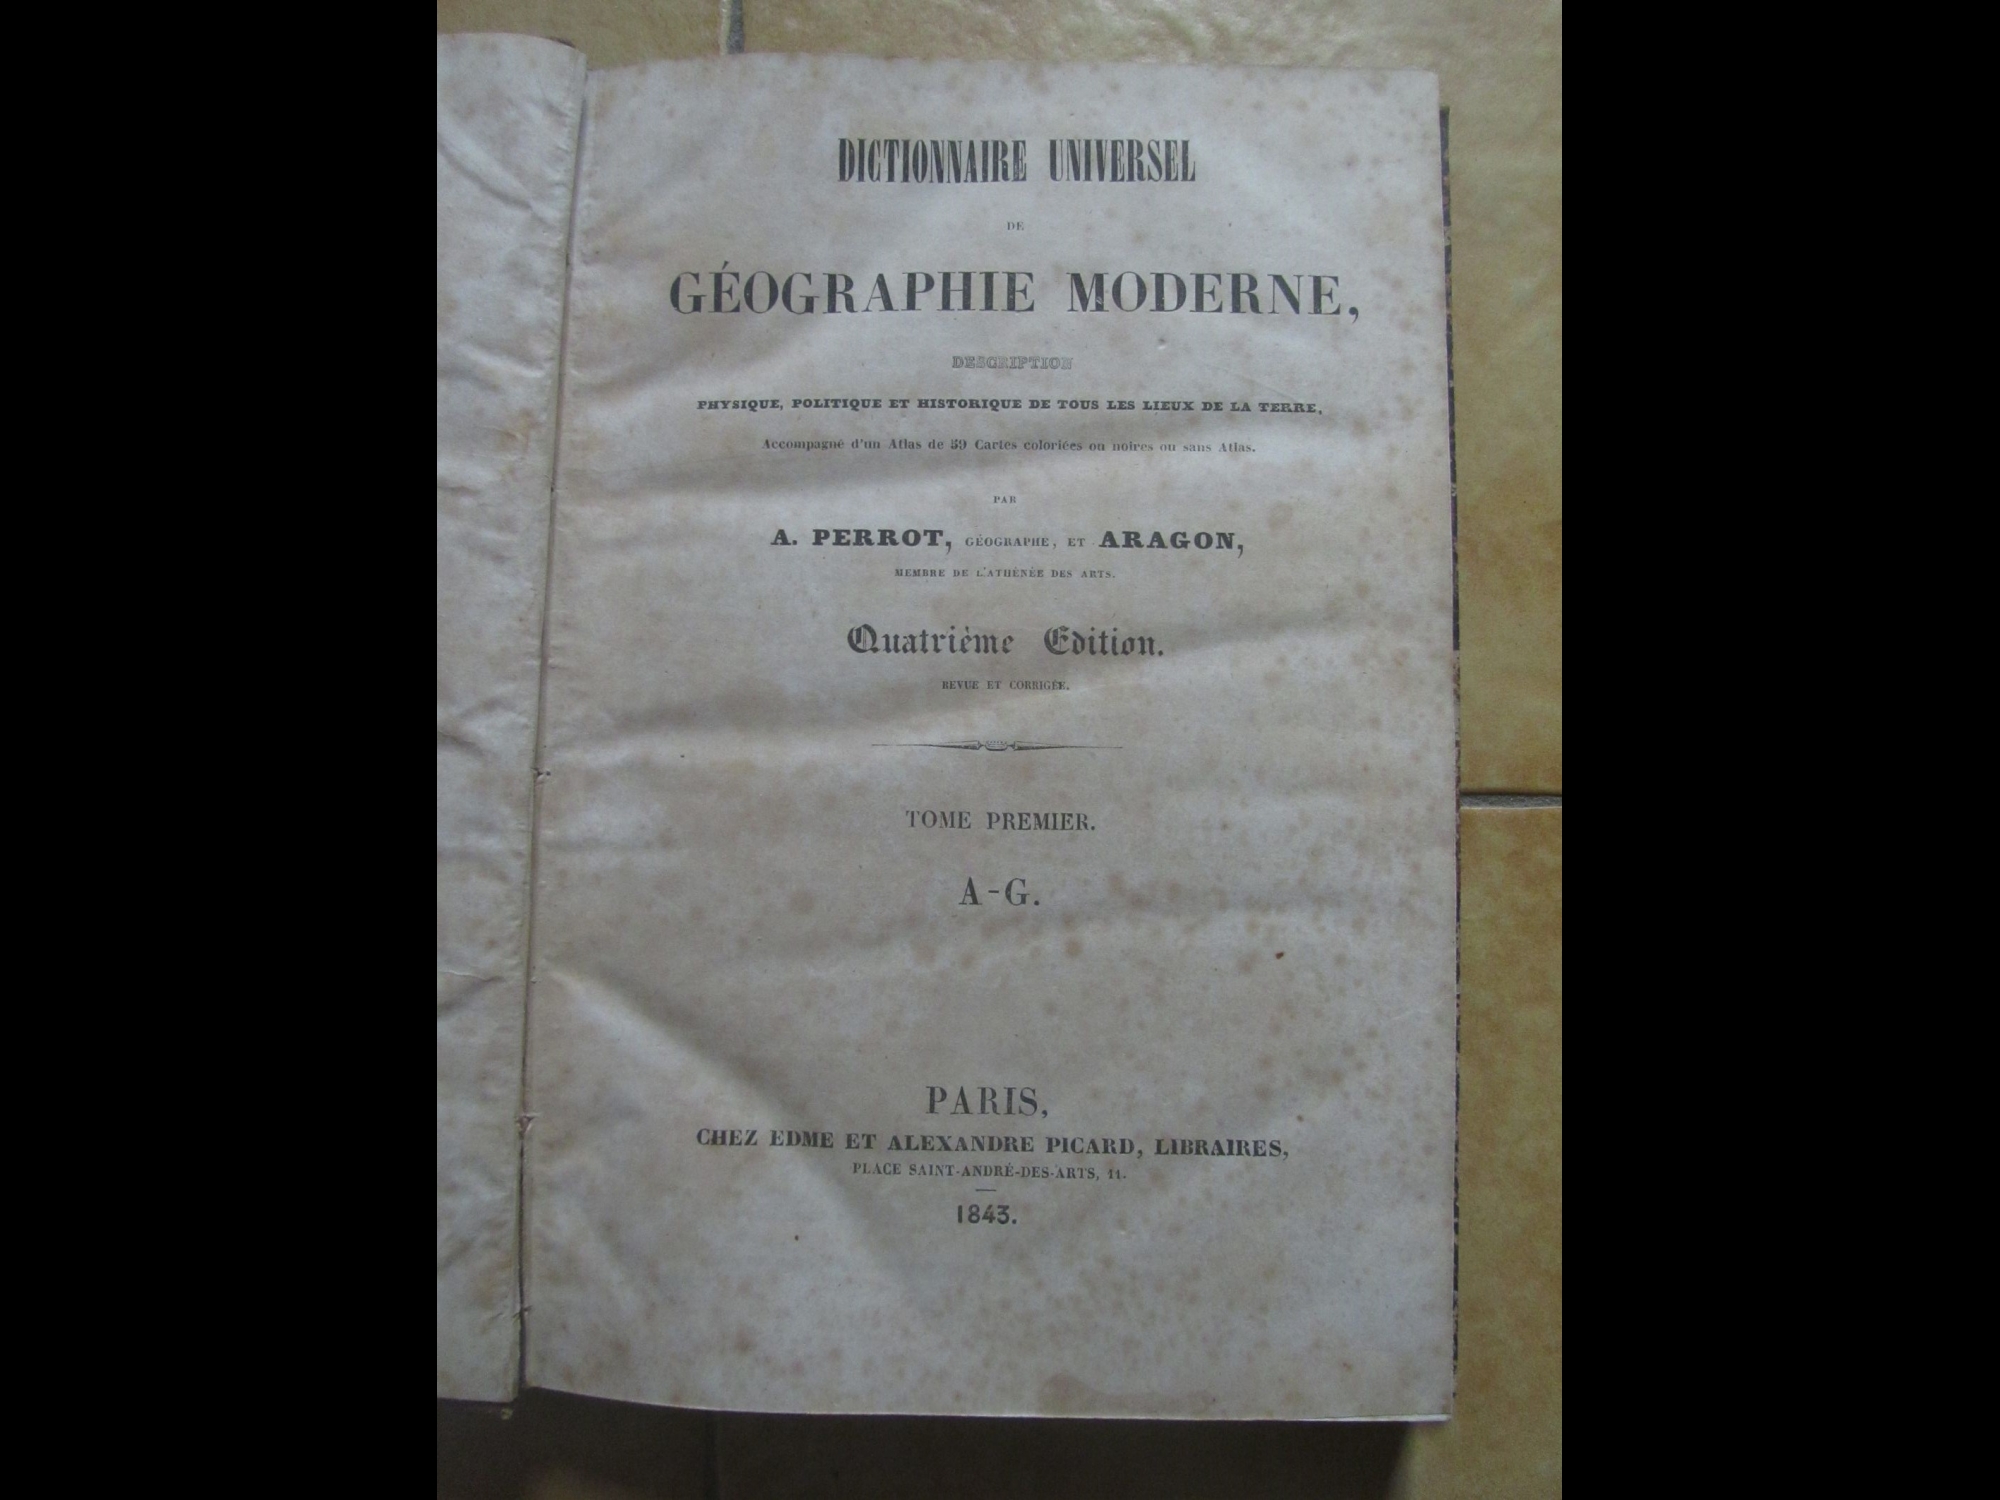 DICTIONNAIRE UNIVERSEL
DE
GÉOGRAPHIE MODERNE,
DESCRIPTION
PHYSIQUE, POLITIQUE ET HISTORIQUE DE TOUS LES LIEUX DE LA TERRE,
Accompagné d'un Atlas de 59 Cartes coloriées ou noires ou sans Atlas.
PAR
A. PERROT, GÉOGRAPHE, ET ARAGON,
MEMBRE DE L'ATHÉNÉE DES ARTS.
Quatrième Edition.
REVUE ET CORRIGÉE.
TOME PREMIER.
A-G.
PARIS,
CHEZ EDME ET ALEXANDRE PICARD, LIBRAIRES,
PLACE SAINT-ANDRÉ-DES-ARTS, 11.
1843.